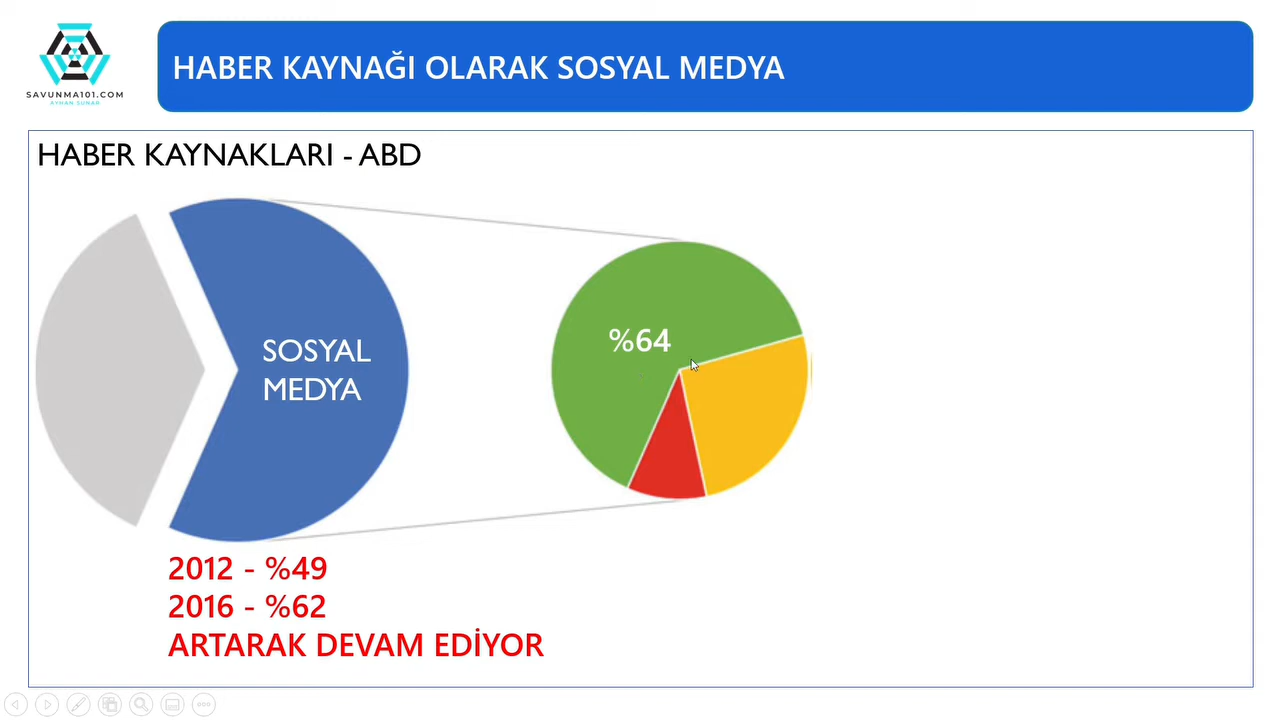 SAVUNMA101.COM
AYHAN SUNAR
HABER KAYNAĞI OLARAK SOSYAL MEDYA
HABER KAYNAKLARI - ABD
SOSYAL
MEDYA
%64
2012 - %49
2016 - %62
ARTARAK DEVAM EDİYOR